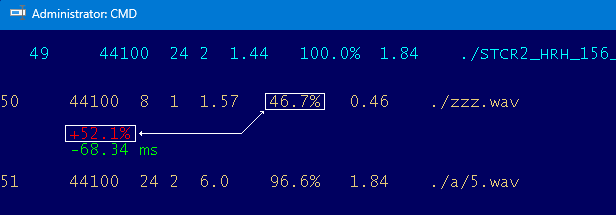 Administrator: CMD
49 44100 24 2 1.44 100.0% 1.84 ./STCR2_HRH_156_
50 44100 8 1 1.57 46.7% 0.46 ./zzz.wav
+52.1%
-68.34 ms
51 44100 24 2 6.0 96.6% 1.84 ./a/5.wav